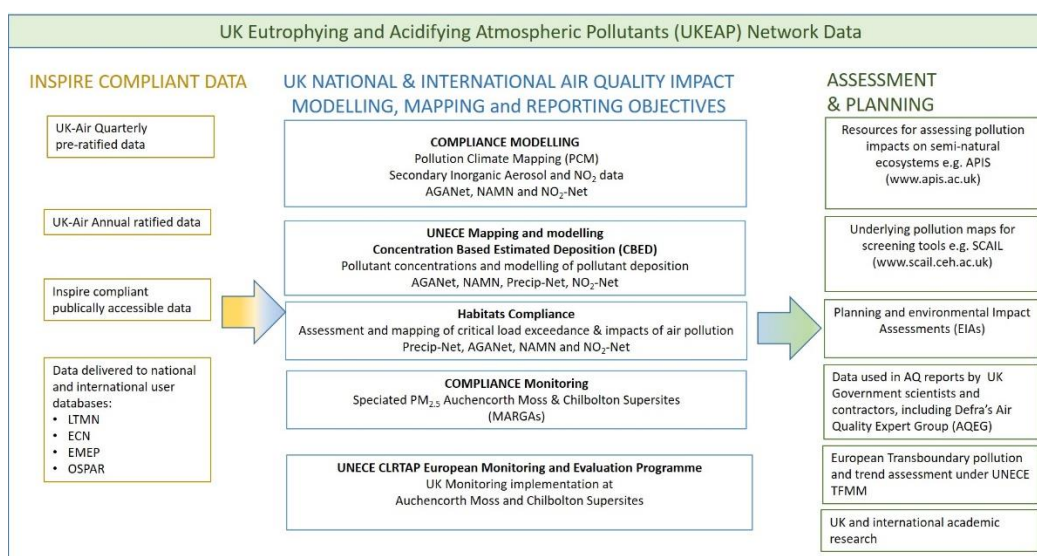 UK Eutrophying and Acidifying Atmospheric Pollutants (UKEAP) Network Data
INSPIRE COMPLIANT DATA
UK-Air Quarterly
pre-ratified data
UK-Air Annual ratified data
Inspire compliant
publically accessible data
Data delivered to national
and international user
databases:
• LTMN
• ECN
• EMEP
• OSPAR
UK NATIONAL & INTERNATIONAL AIR QUALITY IMPACT
MODELLING, MAPPING and REPORTING OBJECTIVES
COMPLIANCE MODELLING
Pollution Climate Mapping (PCM)
Secondary Inorganic Aerosol and NO₂ data
AGANet, NAMN and NO₂-Net
UNECE Mapping and modelling
Concentration Based Estimated Deposition (CBED)
Pollutant concentrations and modelling of pollutant deposition
AGANet, NAMN, Precip-Net, NO₂-Net
Habitats Compliance
Assessment and mapping of critical load exceedance & impacts of air pollution
Precip-Net, AGANet, NAMN and NO₂-Net
COMPLIANCE Monitoring
Speciated PM₂.₅ Auchencorth Moss & Chilbolton Supersites
(MARGAs)
UNECE CLRTAP European Monitoring and Evaluation Programme
UK Monitoring implementation at
Auchencorth Moss and Chilbolton Supersites
ASSESSMENT
& PLANNING
Resources for assessing pollution
impacts on semi-natural
ecosystems e.g. APIS
(www.apis.ac.uk)
Underlying pollution maps for
screening tools e.g. SCAIL
(www.scail.ceh.ac.uk)
Planning and environmental Impact
Assessments (EIAs)
Data used in AQ reports by UK
Government scientists and
contractors, including Defra's Air
Quality Expert Group (AQEG)
European Transboundary pollution
and trend assessment under UNECE
TFMM
UK and international academic
research